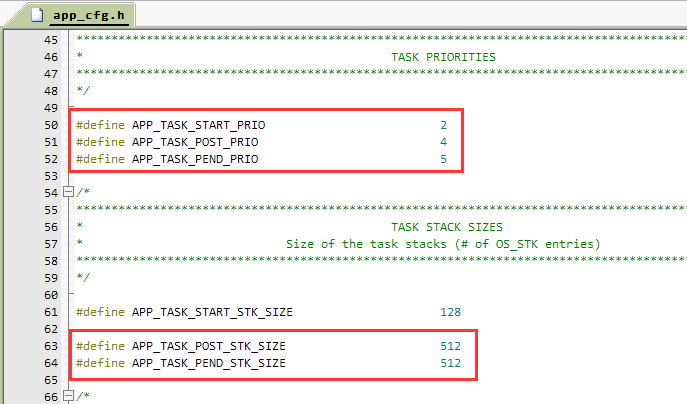 app_cfg.h
45 *******************************************************************************************
46 * TASK PRIORITIES
47 *******************************************************************************************
48 */
49
50 #define APP_TASK_START_PRIO 2
51 #define APP_TASK_POST_PRIO 4
52 #define APP_TASK_PEND_PRIO 5
53
54 /*
55 *******************************************************************************************
56 * TASK STACK SIZES
57 * Size of the task stacks (# of OS_STK entries)
58 *******************************************************************************************
59 */
60
61 #define APP_TASK_START_STK_SIZE 128
62
63 #define APP_TASK_POST_STK_SIZE 512
64 #define APP_TASK_PEND_STK_SIZE 512
65
66 /*